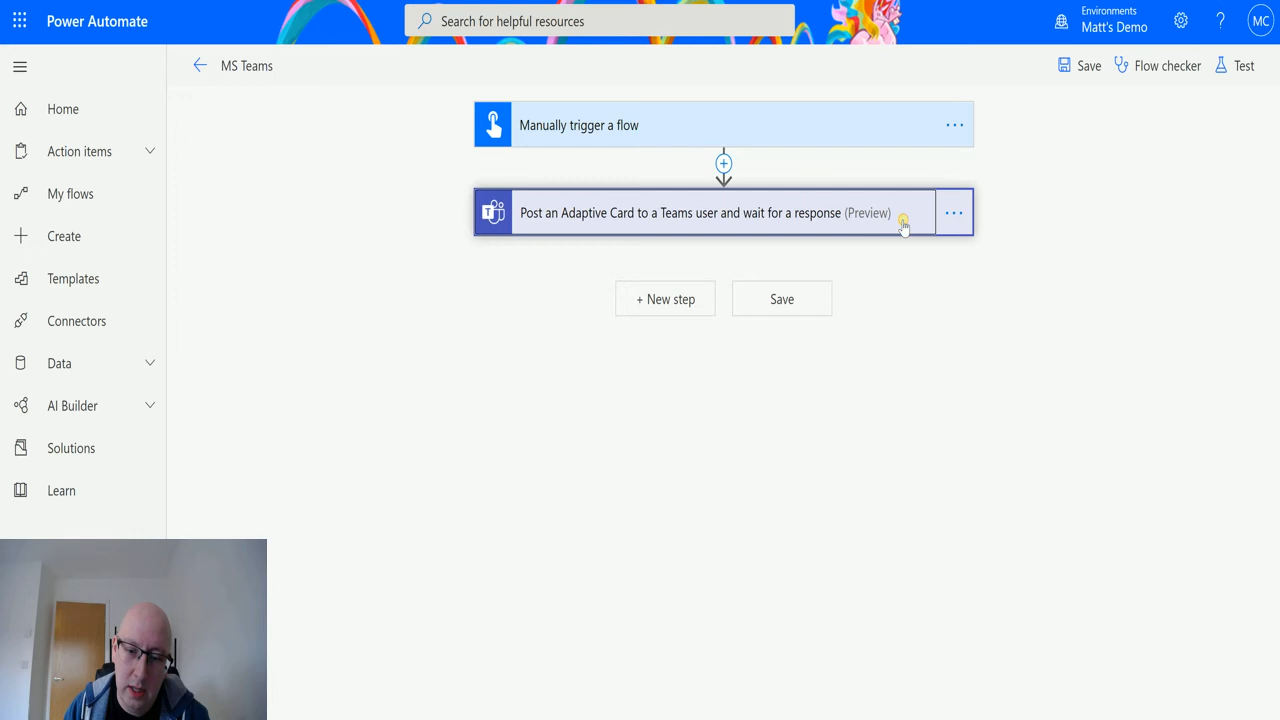 Power Automate
Search for helpful resources
Environments
Matt's Demo
?
MC
MS Teams
Save
Flow checker
Test
Home
Action items
My flows
Create
Templates
Connectors
Data
AI Builder
Solutions
Learn
Manually trigger a flow
...
+
T
Post an Adaptive Card to a Teams user and wait for a response (Preview)
...
+ New step
Save